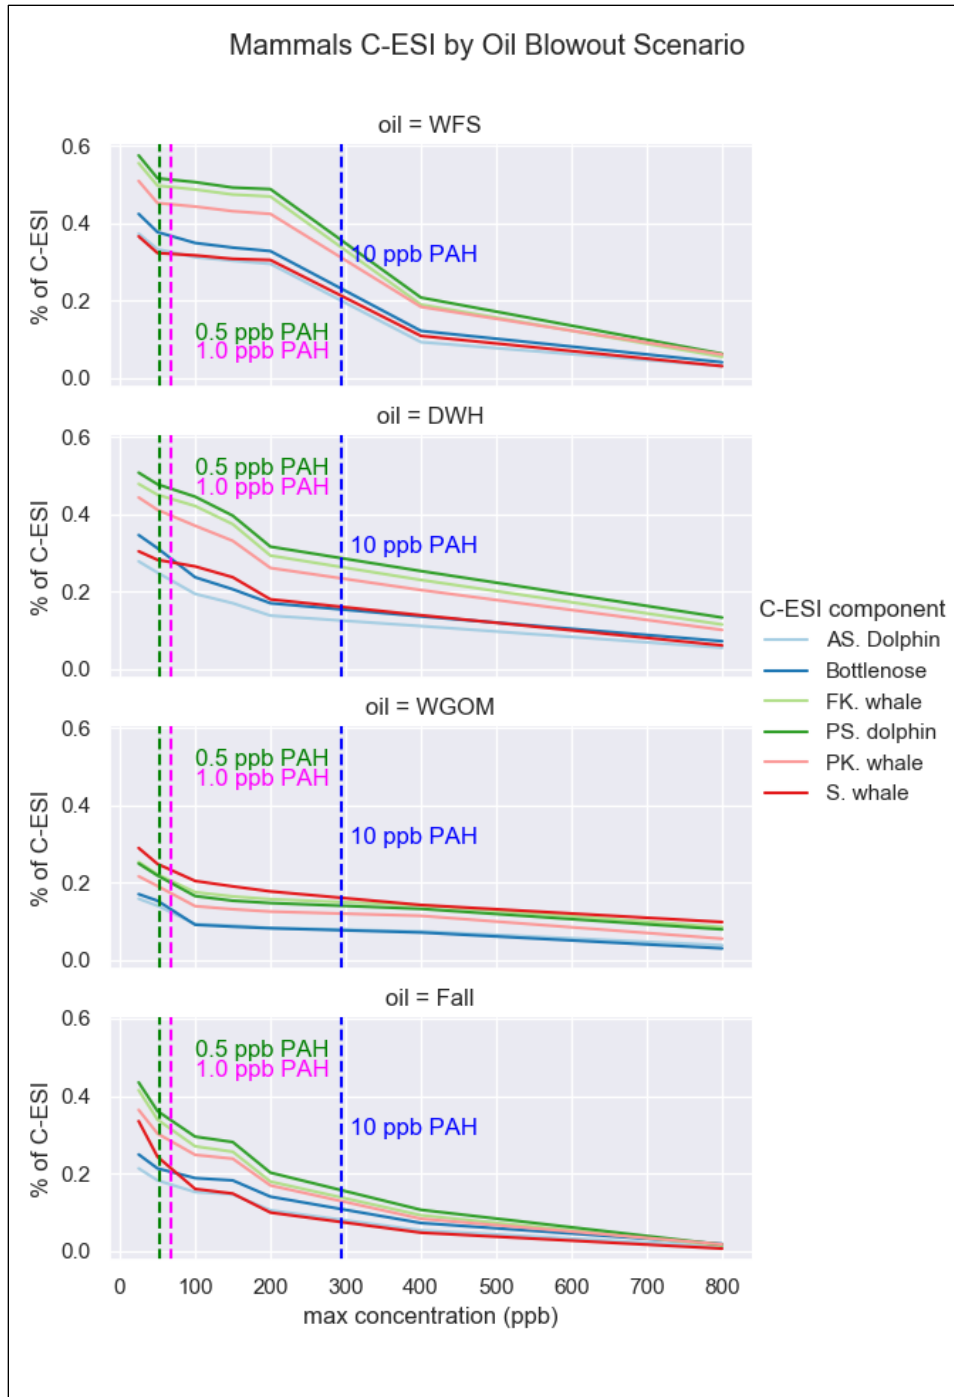 Mammals C-ESI by Oil Blowout Scenario
oil = WFS
0.6
0.4
0.2
0.0
% of C-ESI
10 ppb PAH
0.5 ppb PAH
1.0 ppb PAH
oil = DWH
0.6
0.4
0.2
0.0
% of C-ESI
0.5 ppb PAH
1.0 ppb PAH
10 ppb PAH
C-ESI component
AS. Dolphin
Bottlenose
FK. whale
PS. dolphin
PK. whale
S. whale
oil = WGOM
0.6
0.4
0.2
0.0
% of C-ESI
0.5 ppb PAH
1.0 ppb PAH
10 ppb PAH
oil = Fall
0.6
0.4
0.2
0.0
% of C-ESI
0.5 ppb PAH
1.0 ppb PAH
10 ppb PAH
0 100 200 300 400 500 600 700 800
max concentration (ppb)